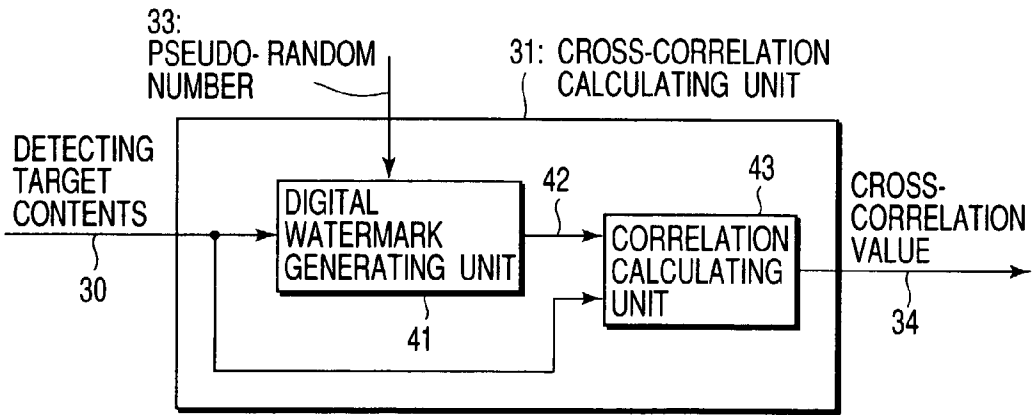 33:
PSEUDO-RANDOM
NUMBER
31: CROSS-CORRELATION
CALCULATING UNIT
DETECTING
TARGET
CONTENTS
30
DIGITAL
WATERMARK
GENERATING UNIT
41
42
43
CORRELATION
CALCULATING
UNIT
CROSS-
CORRELATION
VALUE
34